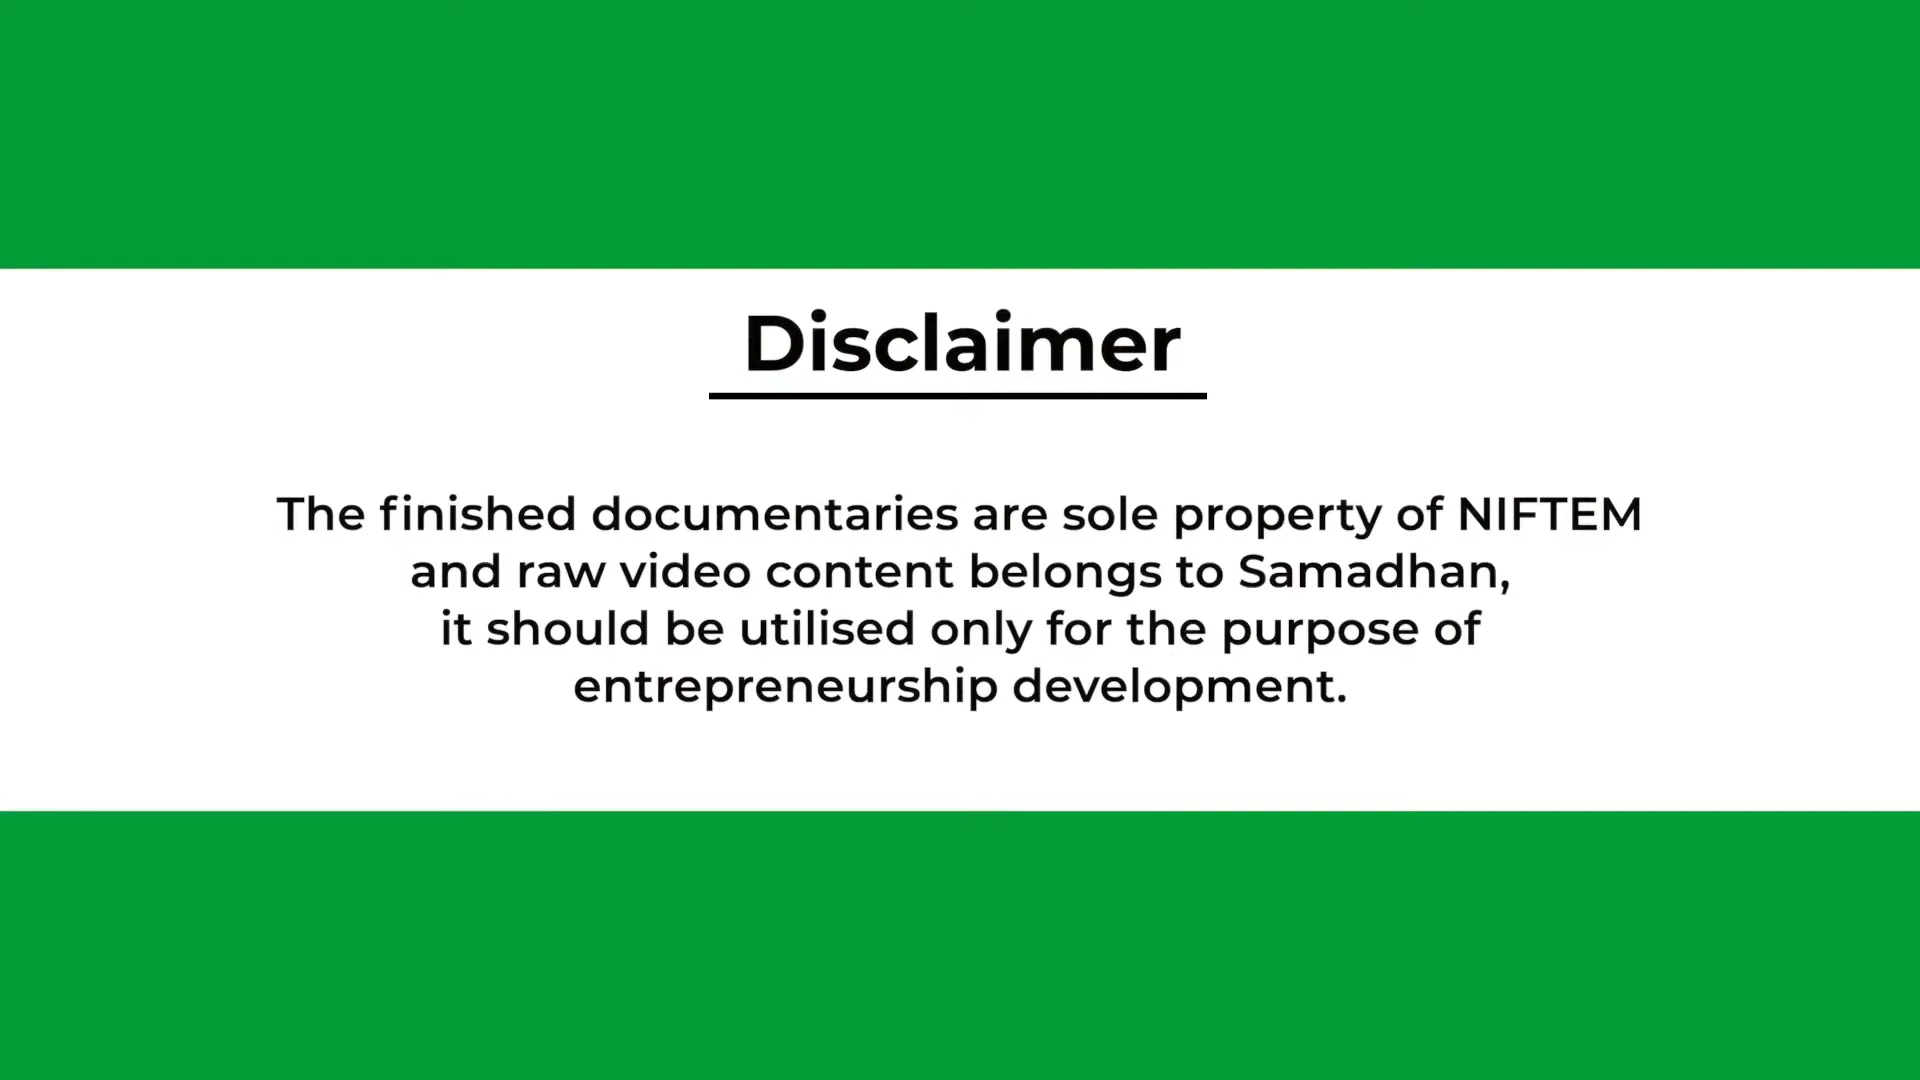 Disclaimer
The finished documentaries are sole property of NIFTEM
and raw video content belongs to Samadhan,
it should be utilised only for the purpose of
entrepreneurship development.